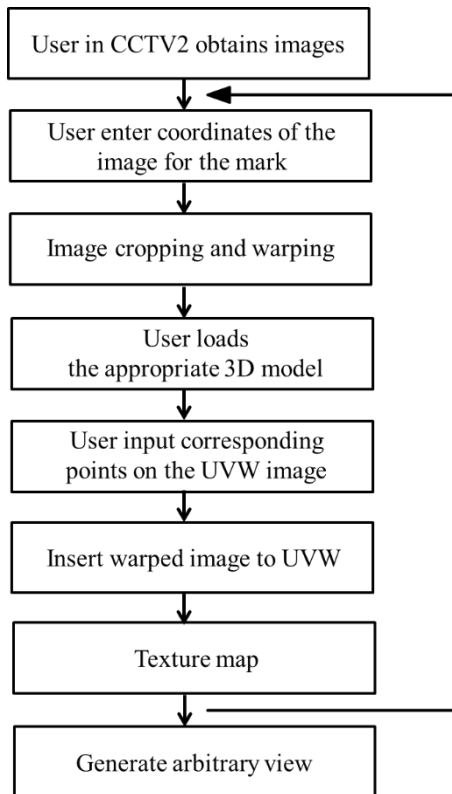 User in CCTV2 obtains images
User enter coordinates of the
image for the mark
Image cropping and warping
User loads
the appropriate 3D model
User input corresponding
points on the UVW image
Insert warped image to UVW
Texture map
Generate arbitrary view